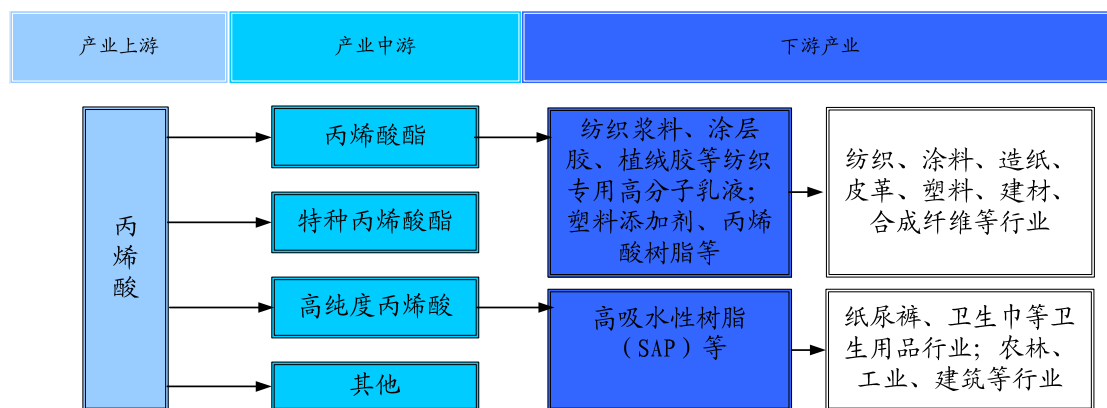 产业上游
产业中游
下游产业
丙
烯
酸
丙烯酸酯
特种丙烯酸酯
高纯度丙烯酸
其他
纺织浆料、涂层
胶、植绒胶等纺织
专用高分子乳液；
塑料添加剂、丙烯
酸树脂等
高吸水性树脂
（SAP）等
纺织、涂料、造纸、
皮革、塑料、建材、
合成纤维等行业
纸尿裤、卫生巾等卫
生用品行业；农林、
工业、建筑等行业